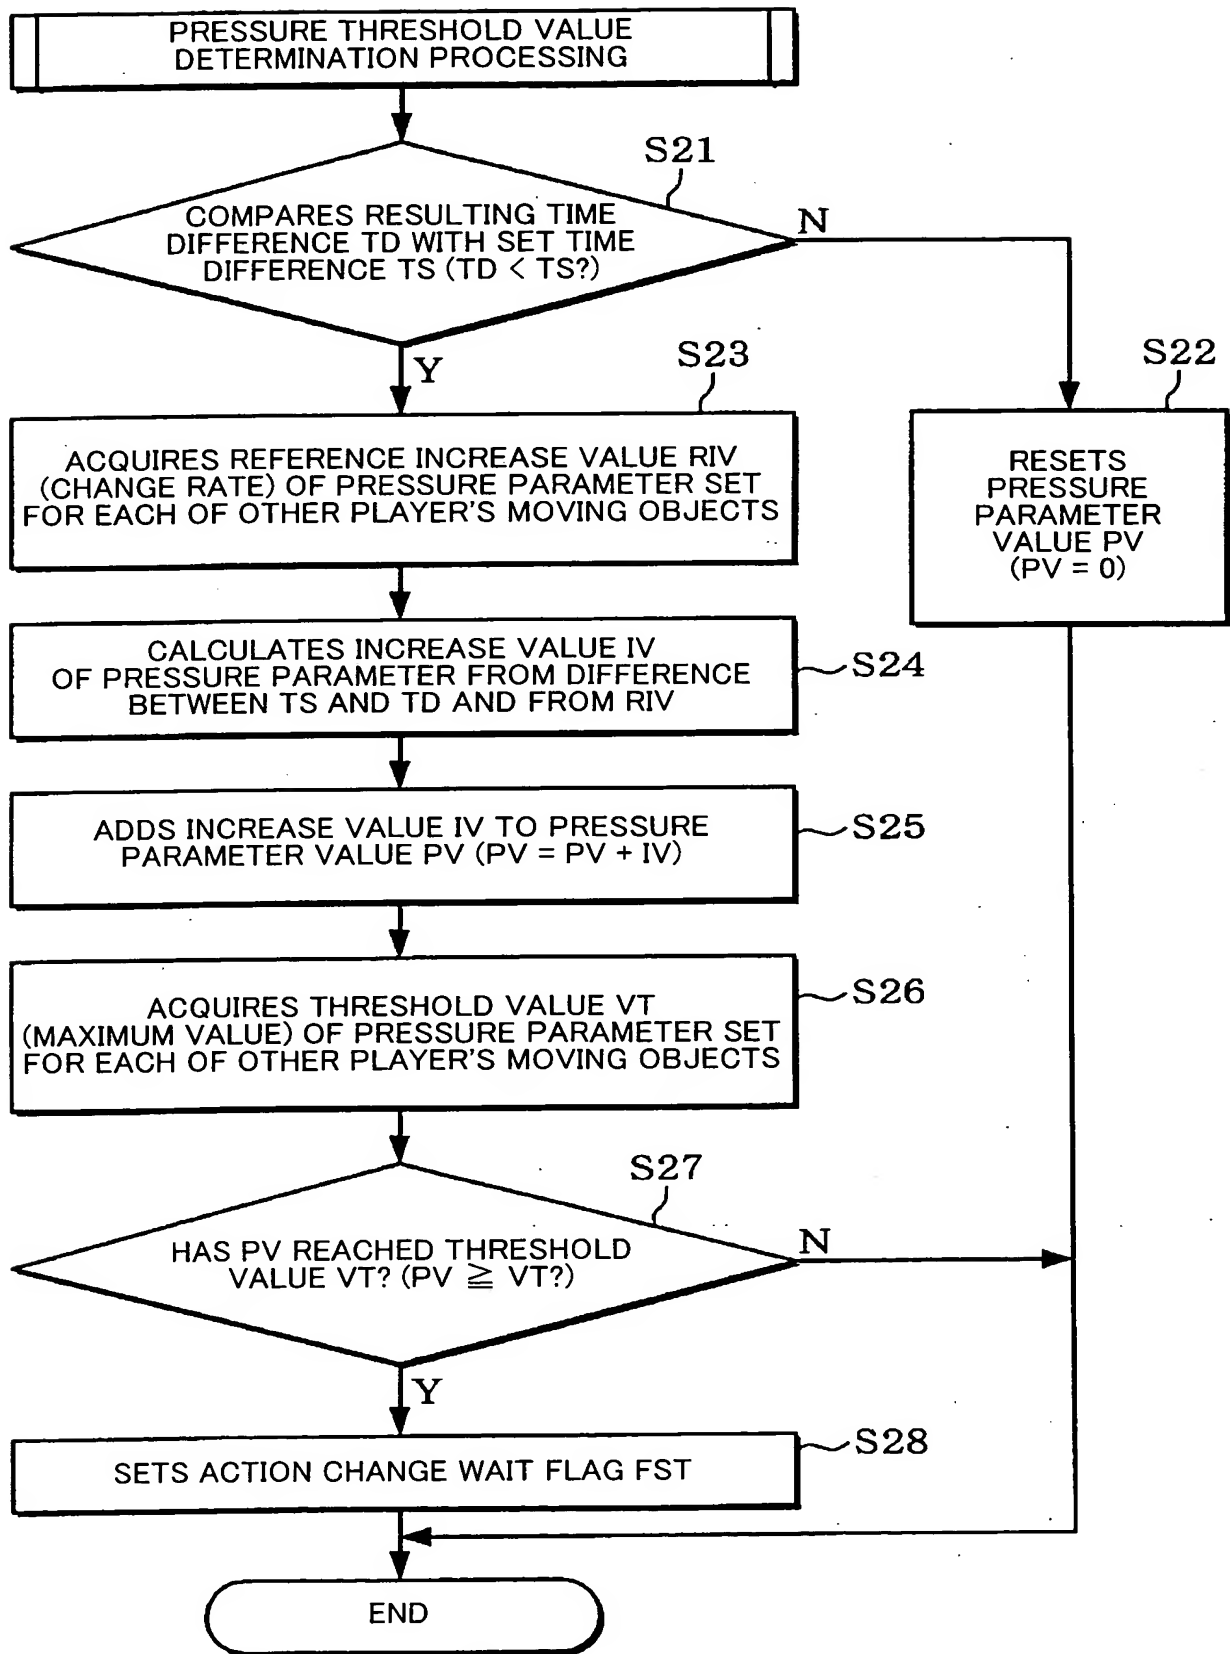 PRESSURE THRESHOLD VALUE
DETERMINATION PROCESSING
S21
COMPARES RESULTING TIME
DIFFERENCE TD WITH SET TIME
DIFFERENCE TS (TD < TS?)
N
Y
S23
S22
ACQUIRES REFERENCE INCREASE VALUE RIV
(CHANGE RATE) OF PRESSURE PARAMETER SET
FOR EACH OF OTHER PLAYER'S MOVING OBJECTS
RESETS
PRESSURE
PARAMETER
VALUE PV
(PV = 0)
CALCULATES INCREASE VALUE IV
OF PRESSURE PARAMETER FROM DIFFERENCE
BETWEEN TS AND TD AND FROM RIV
S24
ADDS INCREASE VALUE IV TO PRESSURE
PARAMETER VALUE PV (PV = PV + IV)
S25
ACQUIRES THRESHOLD VALUE VT
(MAXIMUM VALUE) OF PRESSURE PARAMETER SET
FOR EACH OF OTHER PLAYER'S MOVING OBJECTS
S26
S27
HAS PV REACHED THRESHOLD
VALUE VT? (PV ≧ VT?)
N
Y
SETS ACTION CHANGE WAIT FLAG FST
S28
END